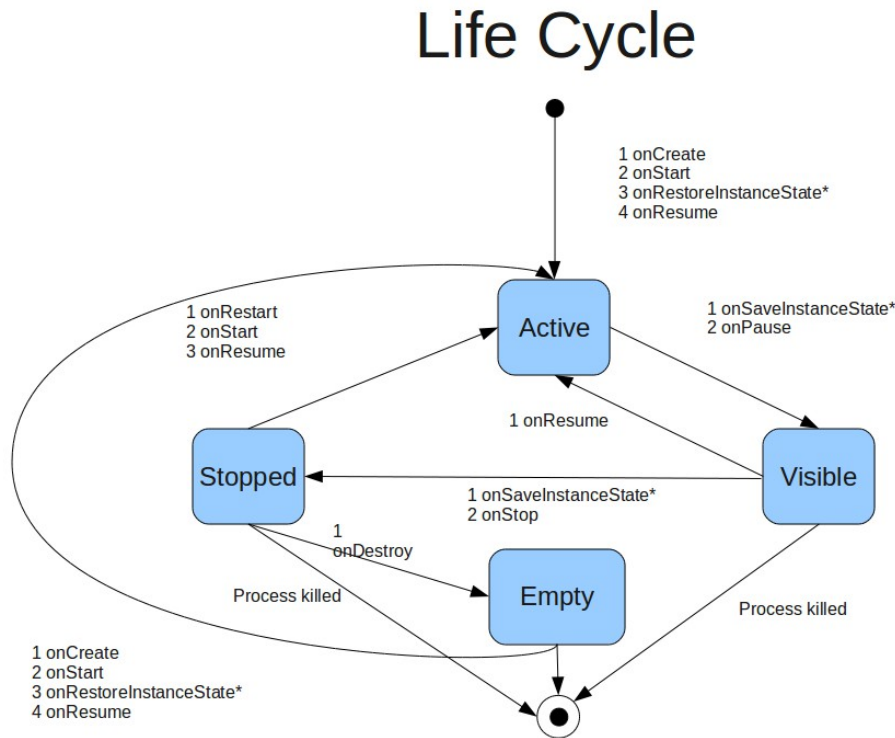 Life Cycle
1 onCreate
2 onStart
3 onRestoreInstanceState*
4 onResume
1 onRestart
2 onStart
3 onResume
Active
1 onSaveInstanceState*
2 onPause
1 onResume
Stopped
Visible
1 onSaveInstanceState*
2 onStop
1
onDestroy
Empty
Process killed
Process killed
1 onCreate
2 onStart
3 onRestoreInstanceState*
4 onResume